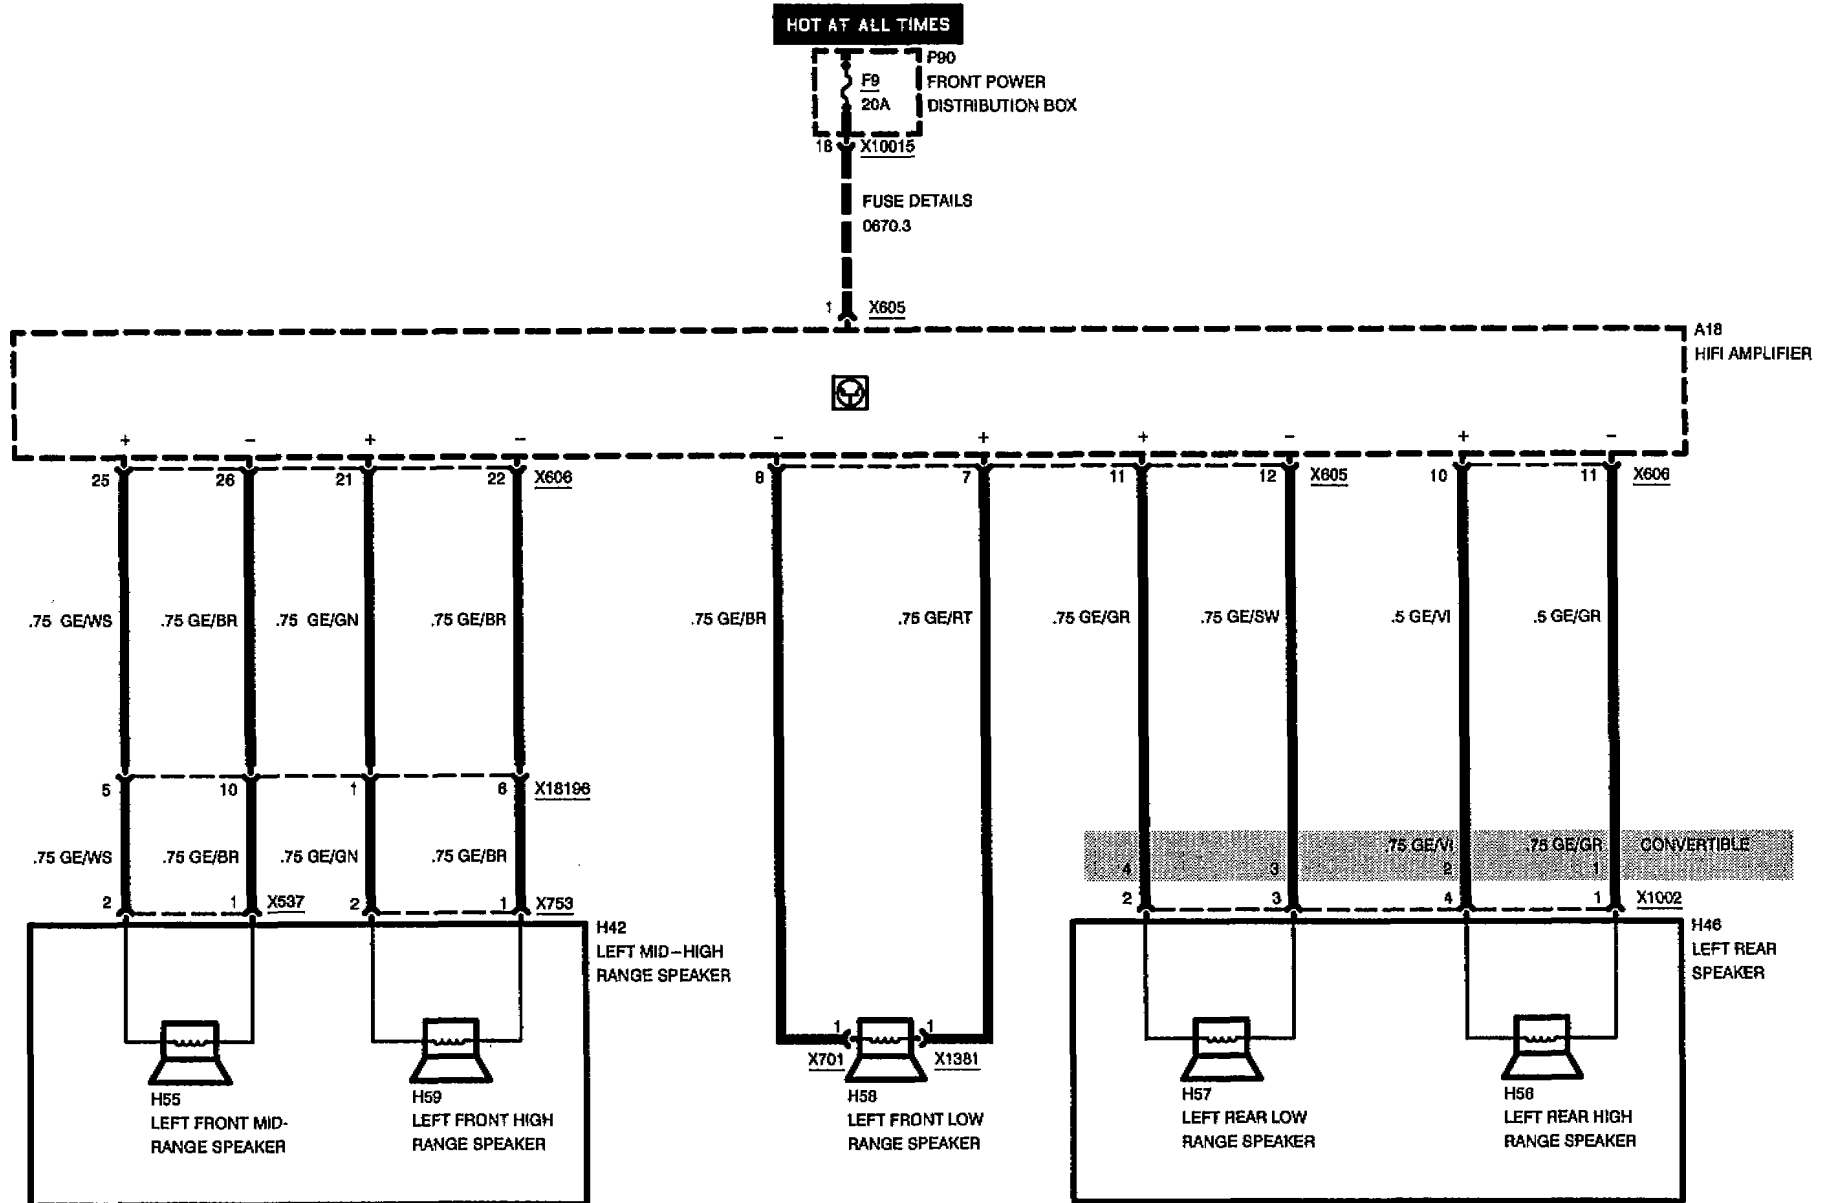 HOT AT ALL TIMES
P90
F9
FRONT POWER
20A
DISTRIBUTION BOX
18 X10015
FUSE DETAILS
0670.3
1 X605
A18
HIFI AMPLIFIER
+ - + - - + + - + -
25 26 21 22 X606 8 7 11 12 X605 10 11 X606
.75 GE/WS .75 GE/BR .75 GE/GN .75 GE/BR .75 GE/BR .75 GE/RT .75 GE/GR .75 GE/SW .5 GE/VI .5 GE/GR
5 10 1 6 X18196
.75 GE/VI .75 GE/GR CONVERTIBLE
.75 GE/WS .75 GE/BR .75 GE/GN .75 GE/BR
4 3 2 1
2 1 X537 2 1 X753 2 3 4 1 X1002
H42
LEFT MID-HIGH
RANGE SPEAKER
H46
LEFT REAR
SPEAKER
1 1
X701 X1381
H55
LEFT FRONT MID-
RANGE SPEAKER
H59
LEFT FRONT HIGH
RANGE SPEAKER
H58
LEFT FRONT LOW
RANGE SPEAKER
H57
LEFT REAR LOW
RANGE SPEAKER
H56
LEFT REAR HIGH
RANGE SPEAKER